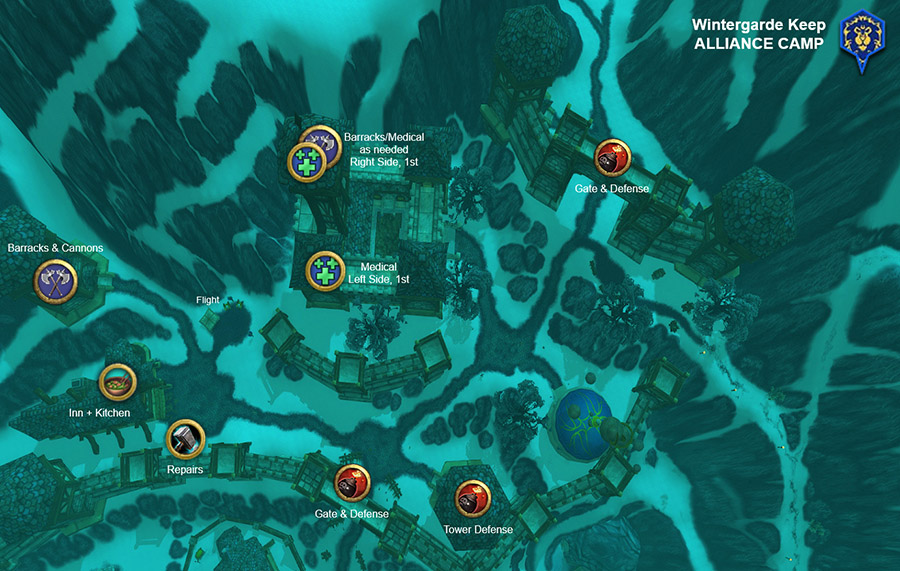 Wintergarde Keep
ALLIANCE CAMP
Barracks/Medical
as needed
Right Side, 1st
Gate & Defense
Barracks & Cannons
Medical
Left Side, 1st
Flight
Inn + Kitchen
Repairs
Gate & Defense
Tower Defense